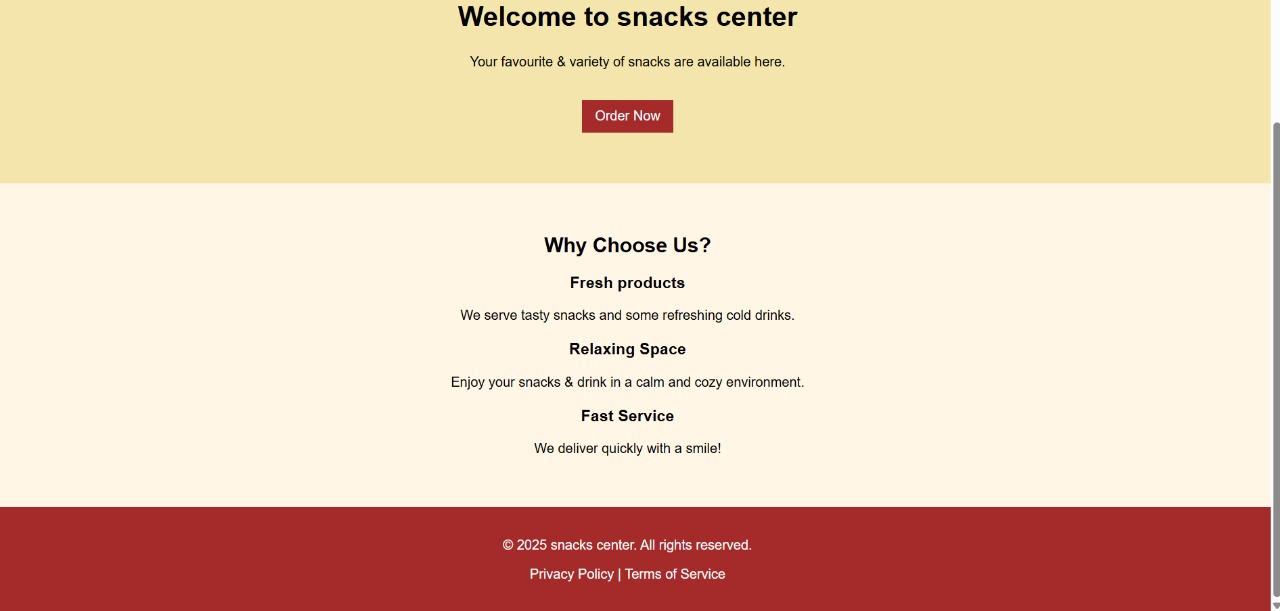 Welcome to snacks center
Your favourite & variety of snacks are available here.
Order Now
Why Choose Us?
Fresh products
We serve tasty snacks and some refreshing cold drinks.
Relaxing Space
Enjoy your snacks & drink in a calm and cozy environment.
Fast Service
We deliver quickly with a smile!
© 2025 snacks center. All rights reserved.
Privacy Policy | Terms of Service